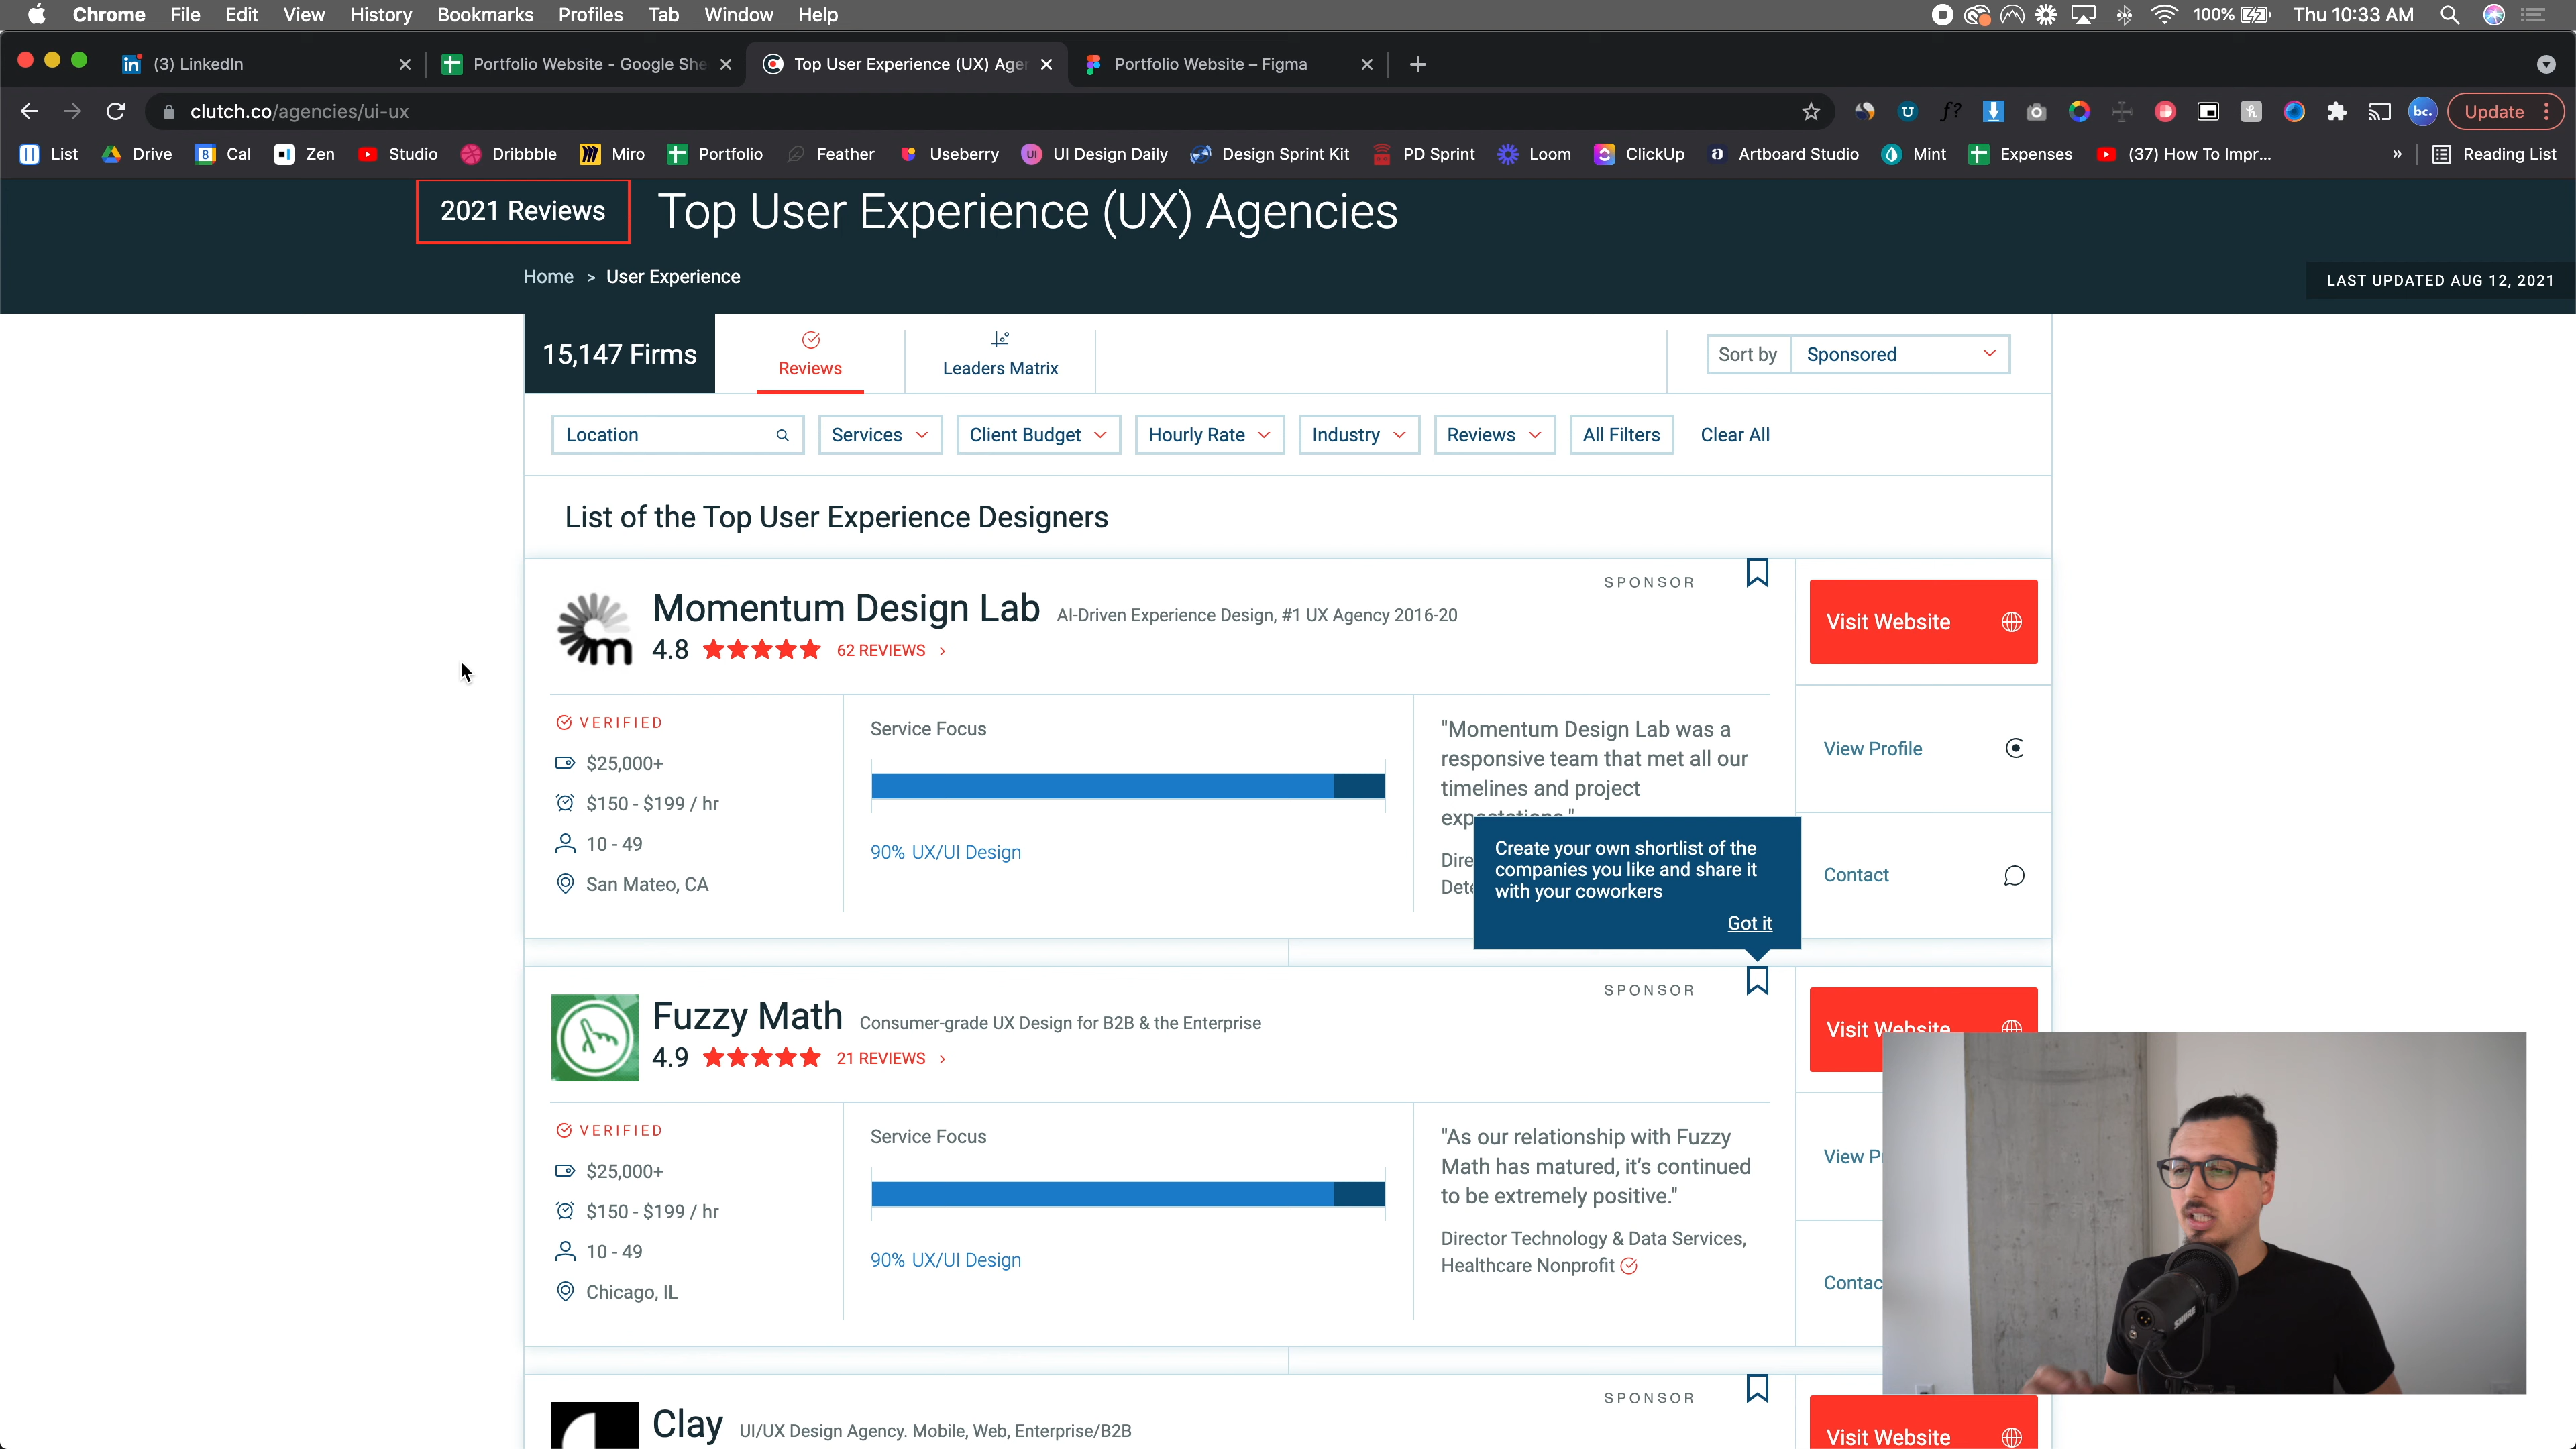 Chrome File Edit View History Bookmarks Profiles Tab Window Help 100% Thu 10:33 AM
(3) LinkedIn Portfolio Website - Google She Top User Experience (UX) Agen Portfolio Website – Figma
clutch.co/agencies/ui-ux Update
List Drive Cal Zen Studio Dribbble Miro Portfolio Feather Useberry UI Design Daily Design Sprint Kit PD Sprint Loom ClickUp Artboard Studio Mint Expenses (37) How To Impr... » Reading List
2021 Reviews Top User Experience (UX) Agencies
Home > User Experience
LAST UPDATED AUG 12, 2021
15,147 Firms Reviews Leaders Matrix Sort by Sponsored
Location Services Client Budget Hourly Rate Industry Reviews All Filters Clear All
List of the Top User Experience Designers
SPONSOR
Momentum Design Lab AI-Driven Experience Design, #1 UX Agency 2016-20
4.8 62 REVIEWS >
Visit Website
VERIFIED
$25,000+
$150 - $199 / hr
10 - 49
San Mateo, CA
Service Focus
90% UX/UI Design
"Momentum Design Lab was a
responsive team that met all our
timelines and project
View Profile
Contact
Create your own shortlist of the
companies you like and share it
with your coworkers
Got it
SPONSOR
Fuzzy Math Consumer-grade UX Design for B2B & the Enterprise
4.9 21 REVIEWS >
Visit Website
VERIFIED
$25,000+
$150 - $199 / hr
10 - 49
Chicago, IL
Service Focus
90% UX/UI Design
"As our relationship with Fuzzy
Math has matured, it's continued
to be extremely positive."
Director Technology & Data Services,
Healthcare Nonprofit
View P
Contac
SHURE
SPONSOR
Clay UI/UX Design Agency. Mobile, Web, Enterprise/B2B
Visit Website